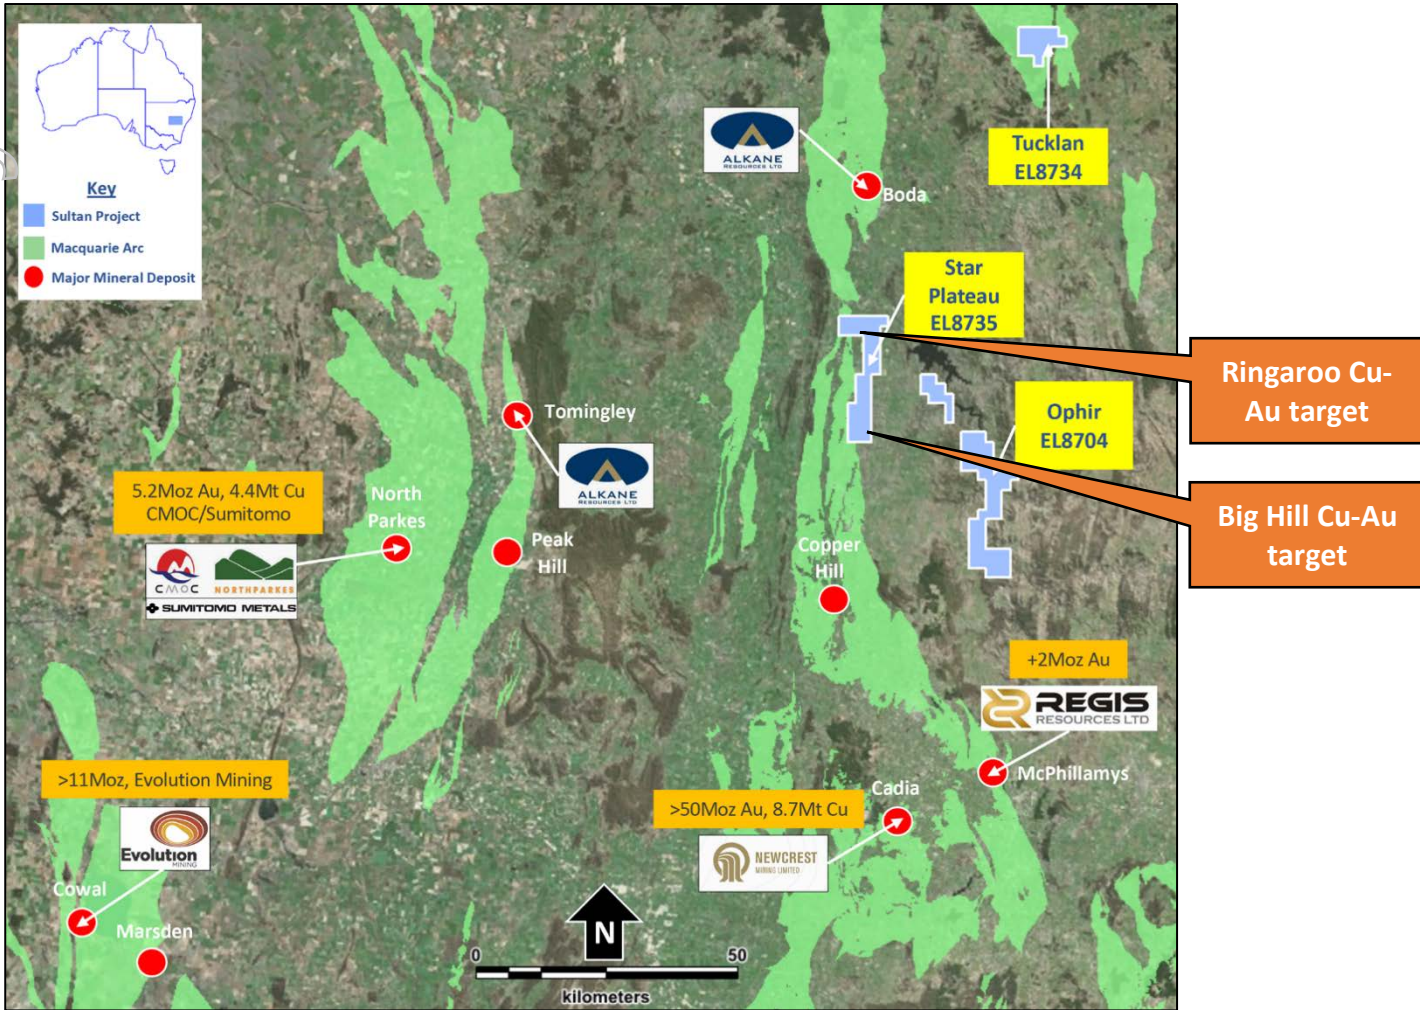 Key
Sultan Project
Macquarie Arc
Major Mineral Deposit
ALKANE
RESOURCES LTD
Boda
Tucklan
EL8734
Star
Plateau
EL8735
Ringaroo Cu-
Au target
Ophir
EL8704
Big Hill Cu-Au
target
Tomingley
ALKANE
RESOURCES LTD
5.2Moz Au, 4.4Mt Cu
CMOC/Sumitomo
North
Parkes
CMOC
NORTHPARKES
SUMITOMO METALS
Peak
Hill
Copper
Hill
+2Moz Au
REGIS
RESOURCES LTD
McPhillamys
>11Moz, Evolution Mining
Evolution
MINING
Cowal
Marsden
Cadia
>50Moz Au, 8.7Mt Cu
NEWCREST
MINING LIMITED
N
0
50
kilometers